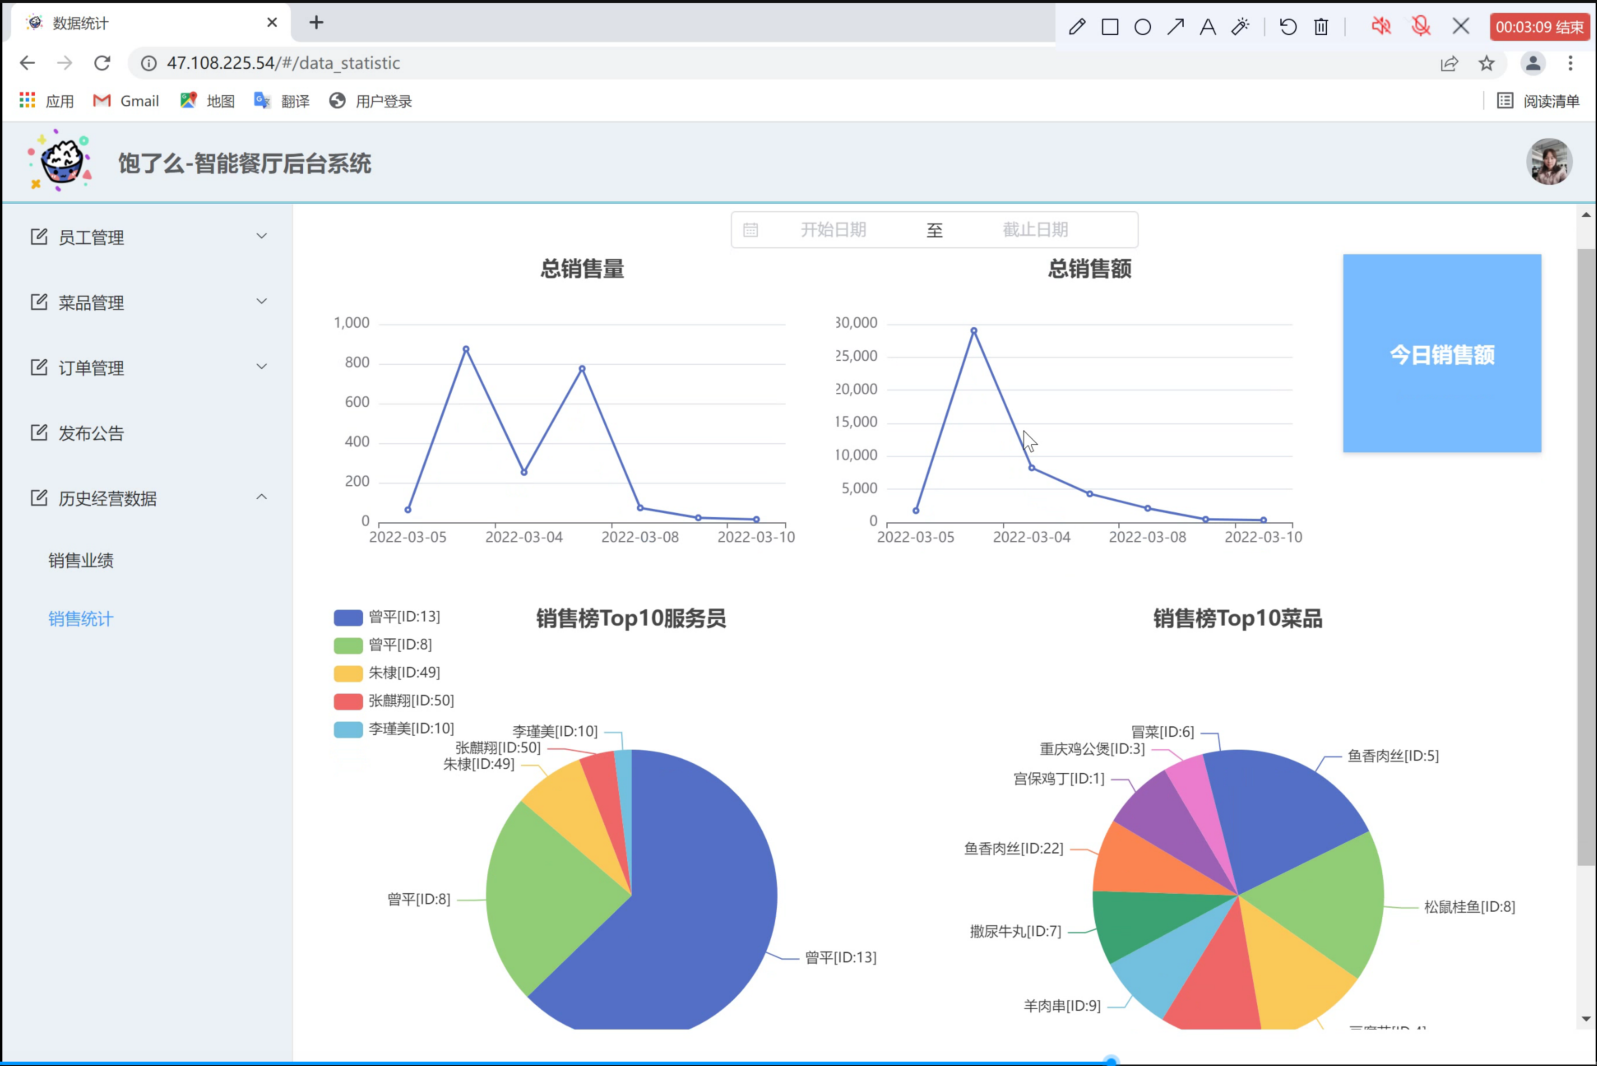 数据统计
00:03:09 结束
47.108.225.54/#/data_statistic
应用 Gmail 地图 翻译 用户登录 阅读清单
饱了么-智能餐厅后台系统
员工管理
菜品管理
订单管理
发布公告
历史经营数据
销售业绩
销售统计
开始日期 至 截止日期
总销售量
1,000
800
600
400
200
0
2022-03-05 2022-03-04 2022-03-08 2022-03-10
总销售额
30,000
25,000
20,000
15,000
10,000
5,000
0
2022-03-05 2022-03-04 2022-03-08 2022-03-10
今日销售额
曾平[ID:13]
曾平[ID:8]
朱棣[ID:49]
张麒翔[ID:50]
李瑾美[ID:10]
销售榜Top10服务员
李瑾美[ID:10]
张麒翔[ID:50]
朱棣[ID:49]
曾平[ID:8]
曾平[ID:13]
销售榜Top10菜品
冒菜[ID:6]
重庆鸡公煲[ID:3]
宫保鸡丁[ID:1]
鱼香肉丝[ID:22]
撒尿牛丸[ID:7]
羊肉串[ID:9]
鱼香肉丝[ID:5]
松鼠桂鱼[ID:8]